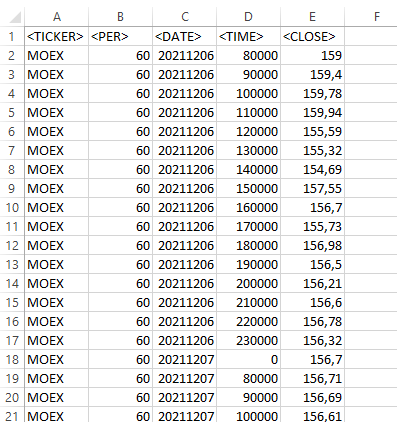 A B C D E F
1 <TICKER> <PER> <DATE> <TIME> <CLOSE>
2 MOEX 60 20211206 80000 159
3 MOEX 60 20211206 90000 159,4
4 MOEX 60 20211206 100000 159,78
5 MOEX 60 20211206 110000 159,94
6 MOEX 60 20211206 120000 155,59
7 MOEX 60 20211206 130000 155,32
8 MOEX 60 20211206 140000 154,69
9 MOEX 60 20211206 150000 157,55
10 MOEX 60 20211206 160000 156,7
11 MOEX 60 20211206 170000 155,73
12 MOEX 60 20211206 180000 156,98
13 MOEX 60 20211206 190000 156,5
14 MOEX 60 20211206 200000 156,21
15 MOEX 60 20211206 210000 156,6
16 MOEX 60 20211206 220000 156,78
17 MOEX 60 20211206 230000 156,32
18 MOEX 60 20211207 0 156,7
19 MOEX 60 20211207 80000 156,71
20 MOEX 60 20211207 90000 156,69
21 MOEX 60 20211207 100000 156,61